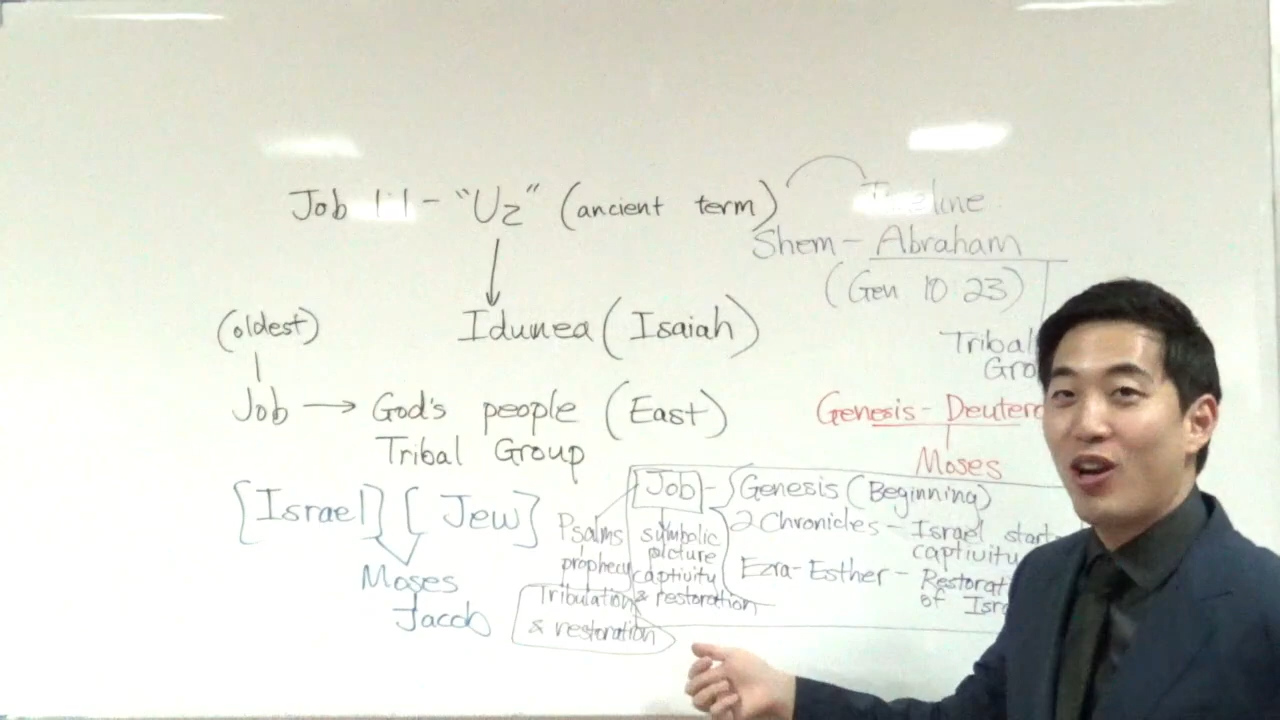 Job 1:1 - "Uz" (ancient term)
Timeline
Shem - Abraham
(Gen 10 23)
Tribal
Gro
Idumea (Isaiah)
(oldest)
Job → God's people (East)
Tribal Group
[Israel] [Jew]
Moses
Jacob
Genesis - Deutero
Moses
Job - Genesis (Beginning)
2 Chronicles - Israel start
captivity
Ezra-Esther - Restorat
of Isra
Psalms
prophecy
Tribulation
& restoration
symbolic
picture
captivity
& restoration